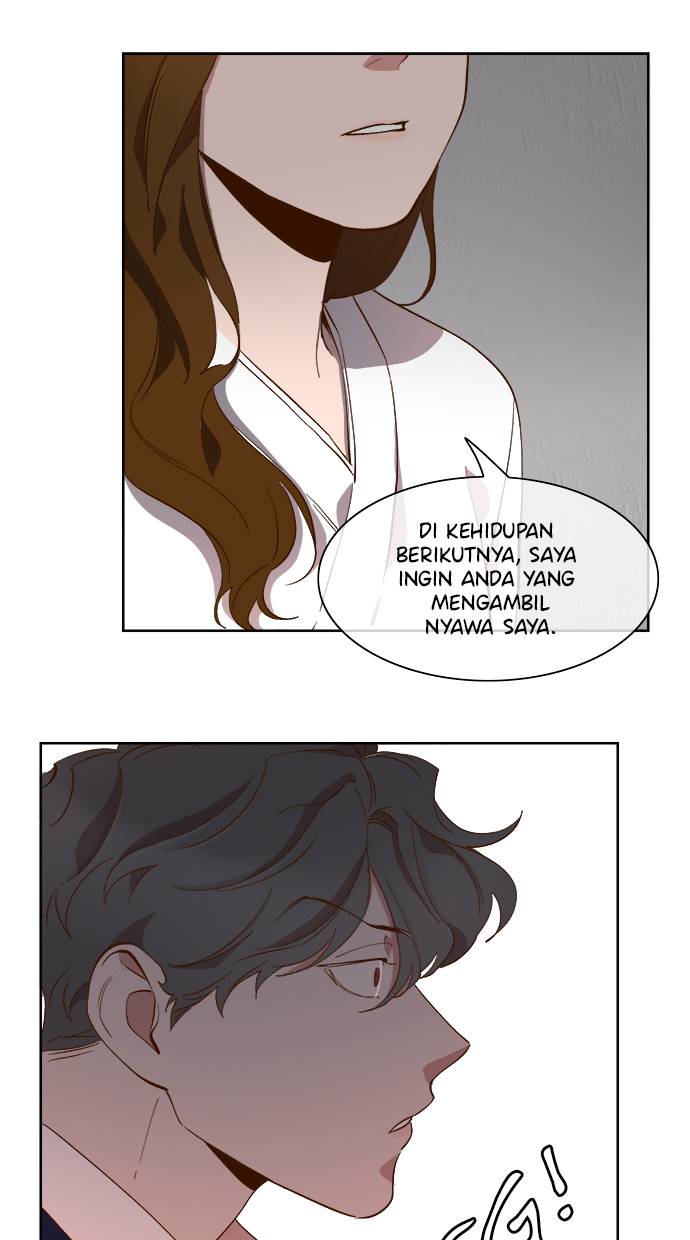 DI KEHIDUPAN
BERIKUTNYA, SAYA
INGIN ANDA YANG
MENGAMBIL
NYAWA SAYA.